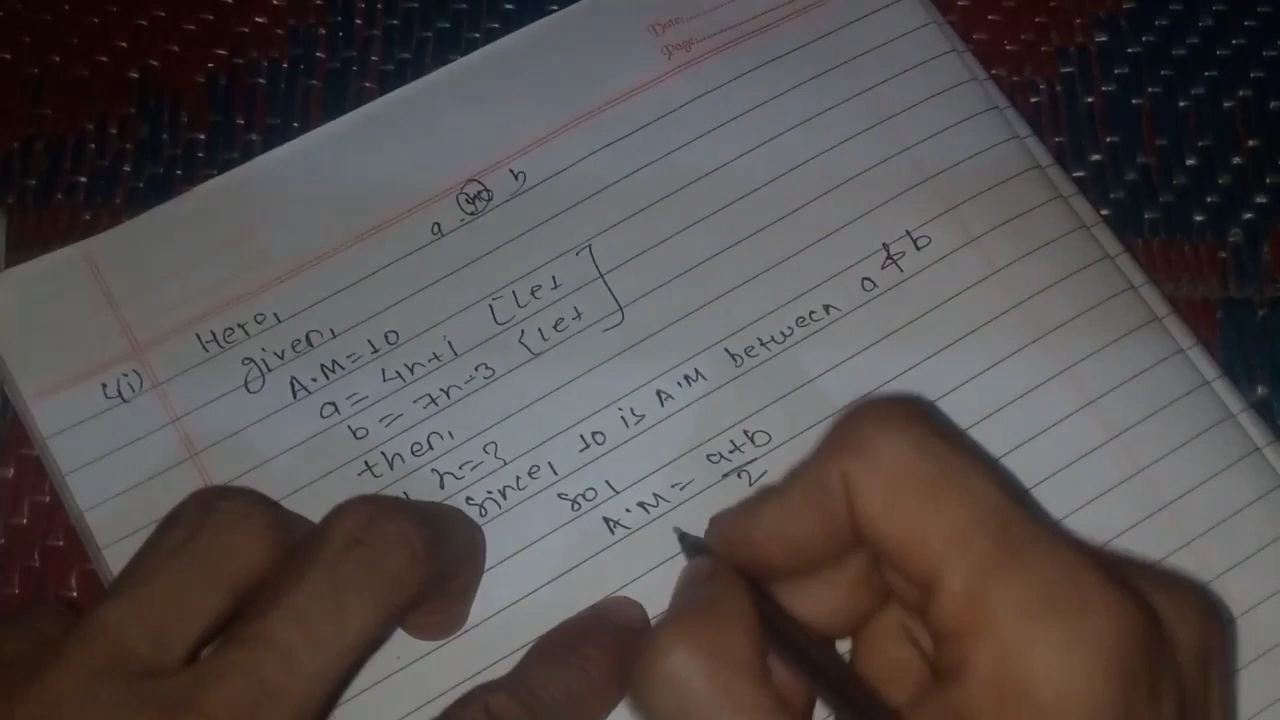 Date:
Page:
a AM b
4(i) Here,
given,
A.M = 10
a = 4n+1 [let
b = 7n-3 [let ]
then,
n=?
since, 10 is A.M between a & b
so,
A.M = a+b/2